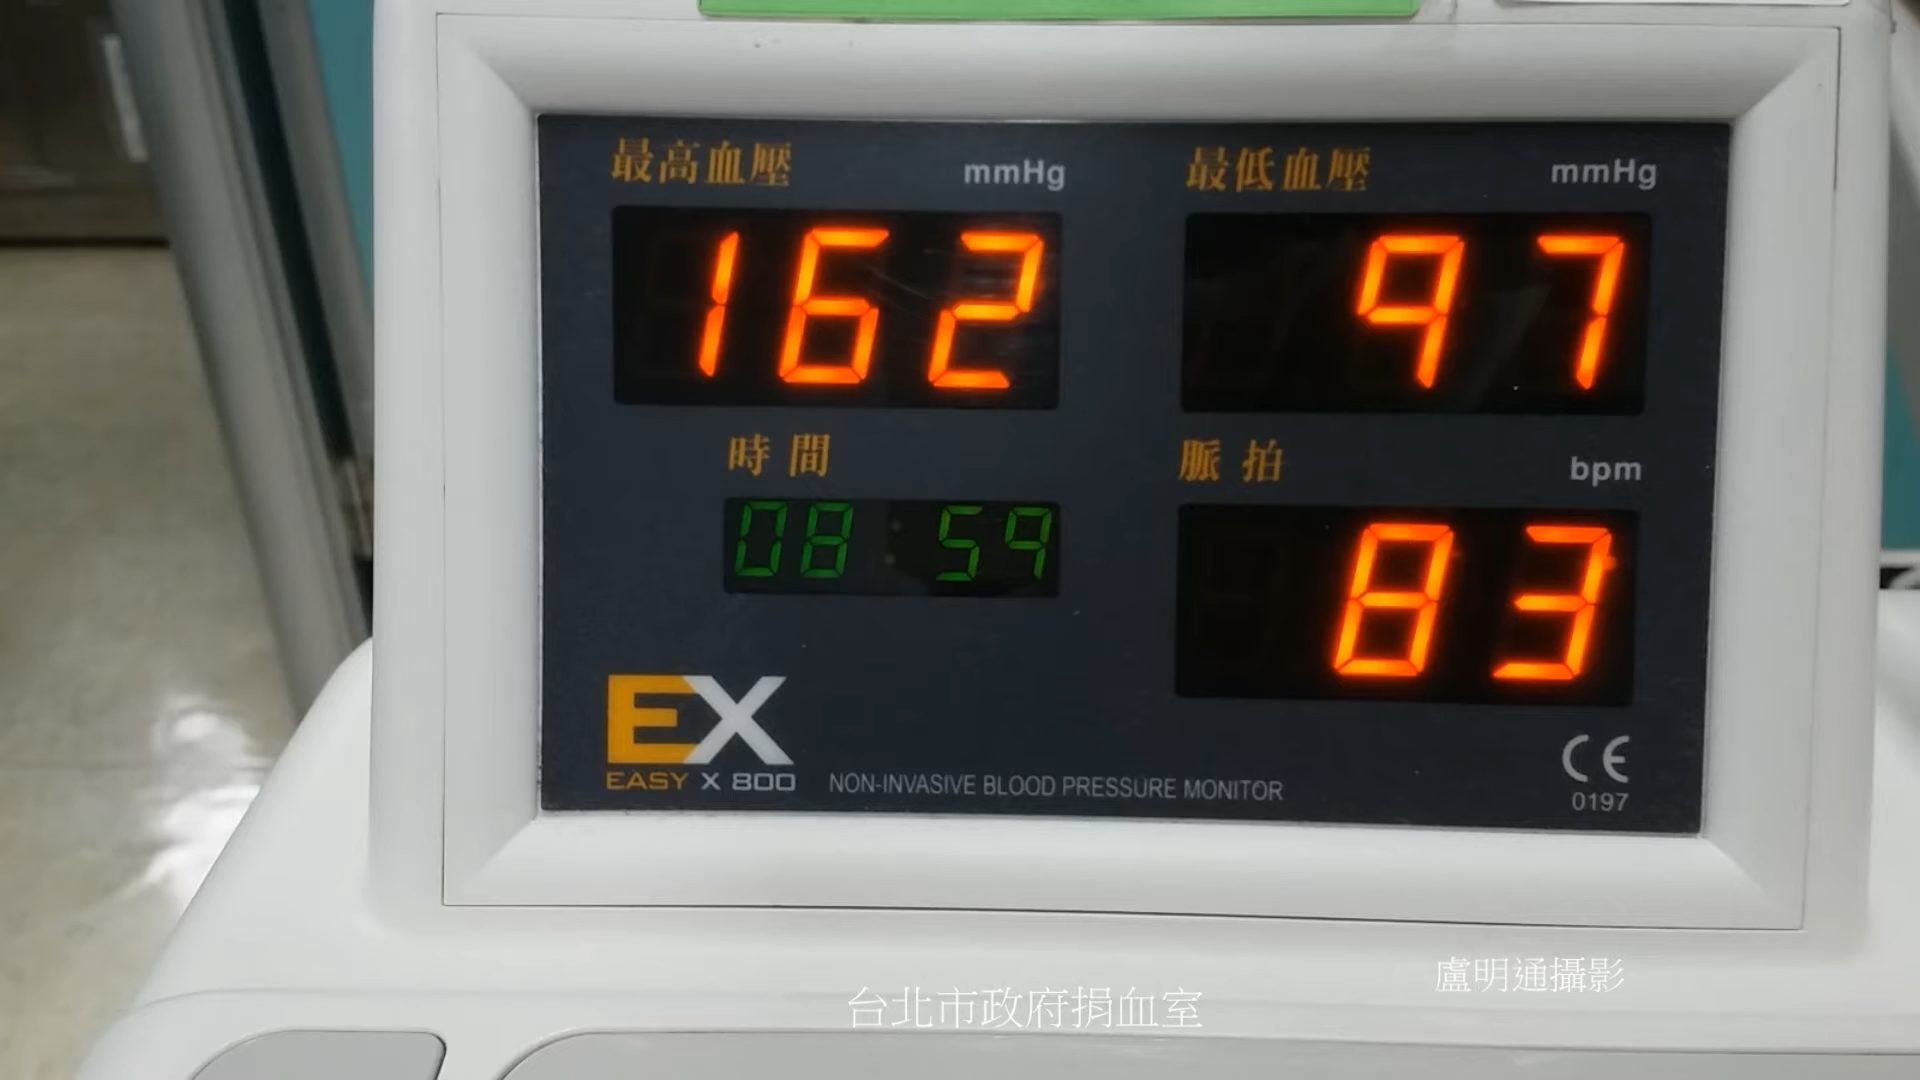 最高血壓 mmHg
最低血壓 mmHg
162
97
時間
脈拍 bpm
08:59
83
EX
EASY X 800
NON-INVASIVE BLOOD PRESSURE MONITOR
CE
0197
盧明通攝影
台北市政府捐血室